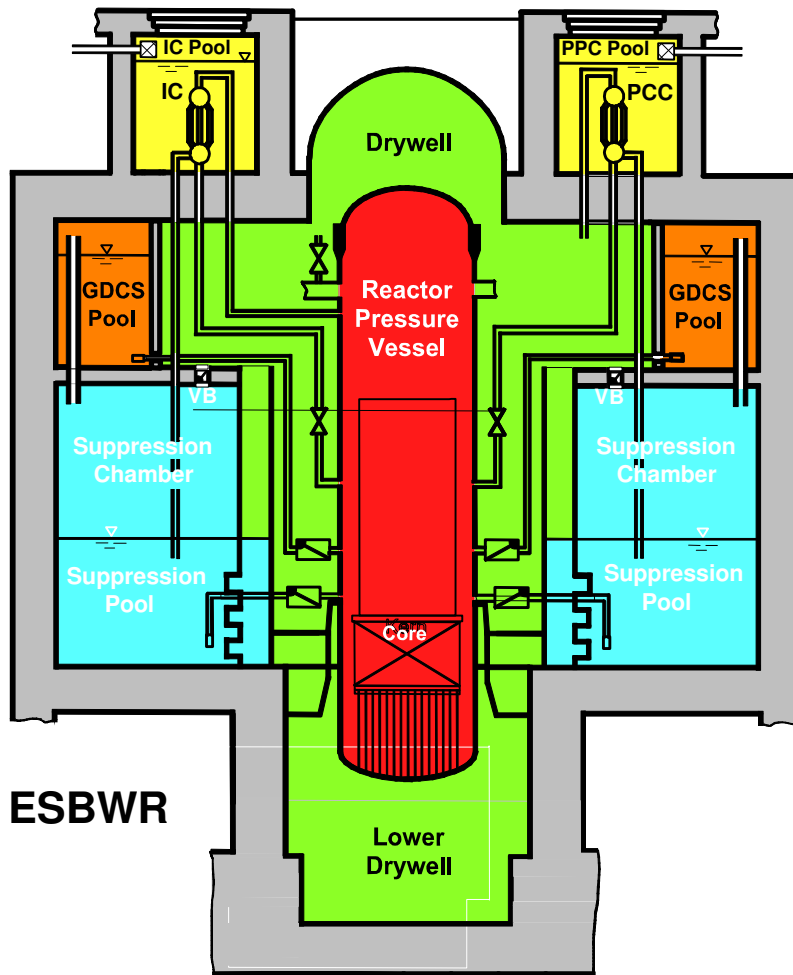 IC Pool
PPC Pool
IC
PCC
Drywell
Reactor
Pressure
Vessel
GDCS
Pool
GDCS
Pool
VB
VB
Suppression
Chamber
Suppression
Chamber
Suppression
Pool
Suppression
Pool
Kern
Core
ESBWR
Lower
Drywell